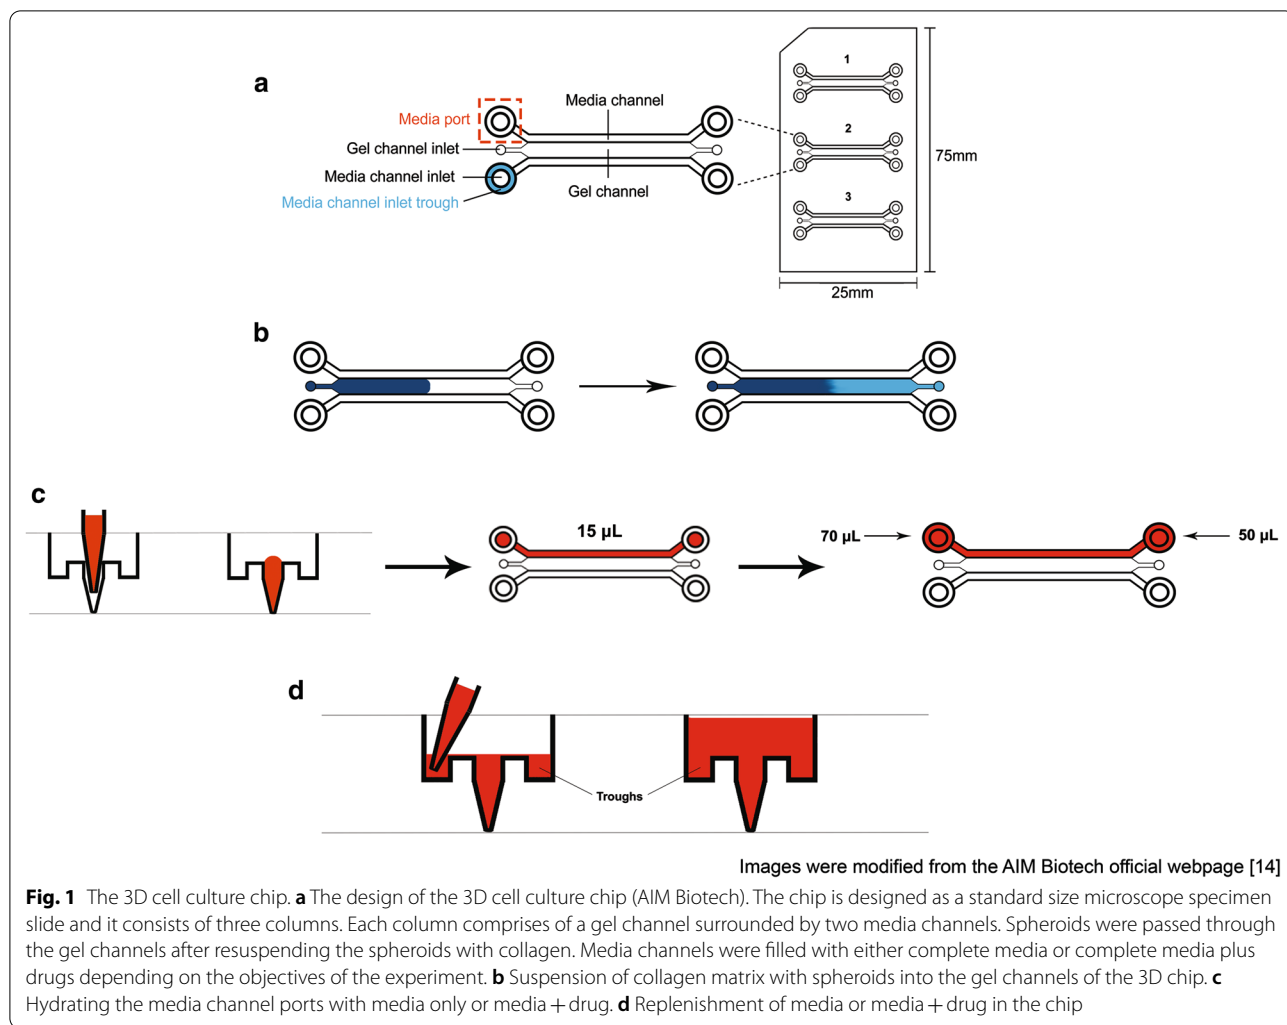 a
Media port
Gel channel inlet
Media channel inlet
Media channel inlet trough
Media channel
Gel channel
1
2
3
75mm
25mm
b
c
15 µL
70 µL
50 µL
d
Troughs
Images were modified from the AIM Biotech official webpage [14]
Fig. 1 The 3D cell culture chip. a The design of the 3D cell culture chip (AIM Biotech). The chip is designed as a standard size microscope specimen
slide and it consists of three columns. Each column comprises of a gel channel surrounded by two media channels. Spheroids were passed through
the gel channels after resuspending the spheroids with collagen. Media channels were filled with either complete media or complete media plus
drugs depending on the objectives of the experiment. b Suspension of collagen matrix with spheroids into the gel channels of the 3D chip. c
Hydrating the media channel ports with media only or media + drug. d Replenishment of media or media + drug in the chip